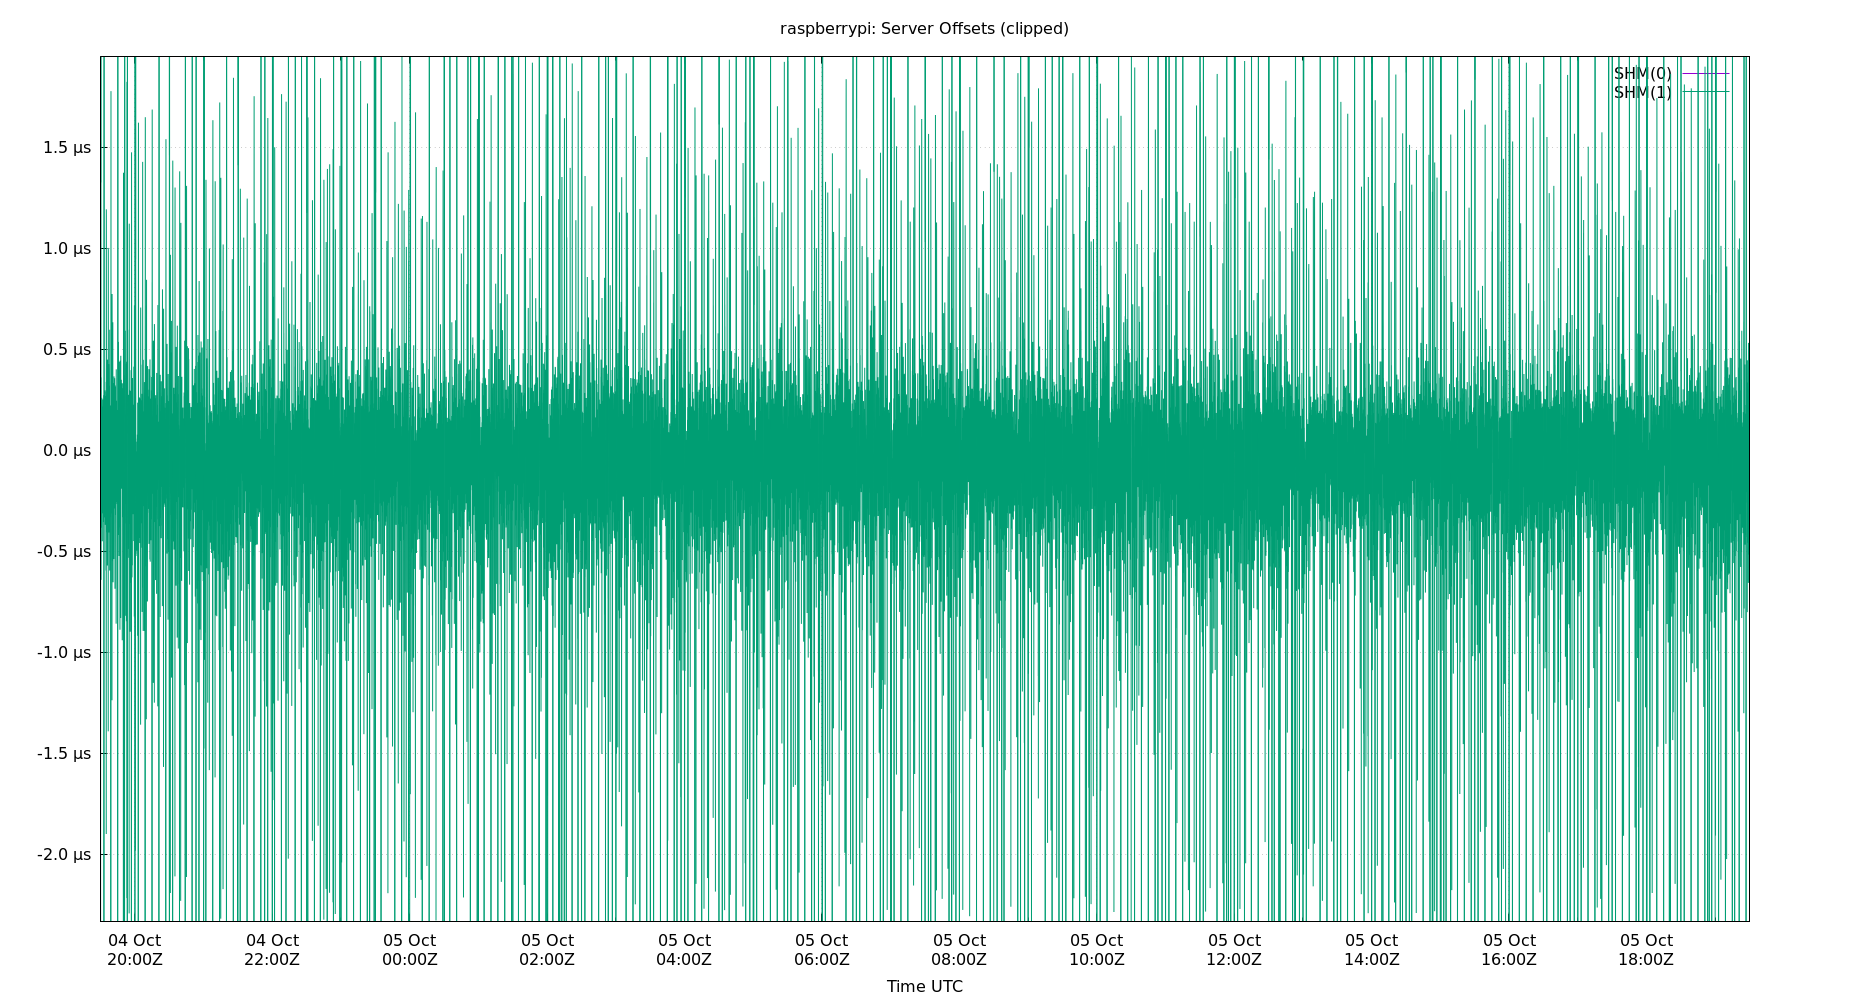 raspberrypi: Server Offsets (clipped)
SHM(0)
SHM(1)
1.5 µs
1.0 µs
0.5 µs
0.0 µs
-0.5 µs
-1.0 µs
-1.5 µs
-2.0 µs
04 Oct 04 Oct 05 Oct 05 Oct 05 Oct 05 Oct 05 Oct 05 Oct 05 Oct 05 Oct 05 Oct 05 Oct
20:00Z 22:00Z 00:00Z 02:00Z 04:00Z 06:00Z 08:00Z 10:00Z 12:00Z 14:00Z 16:00Z 18:00Z
Time UTC